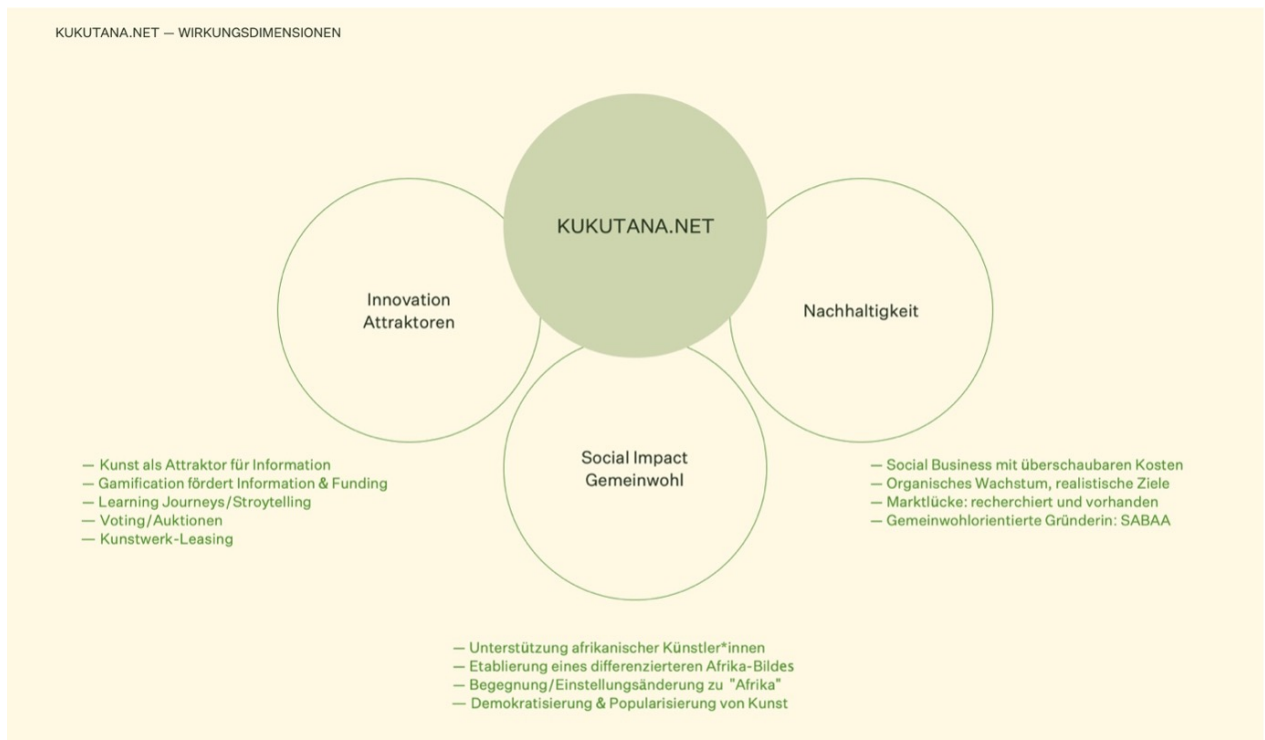 KUKUTANA.NET — WIRKUNGSDIMENSIONEN
KUKUTANA.NET
Innovation
Attraktoren
Nachhaltigkeit
Social Impact
Gemeinwohl
— Kunst als Attraktor für Information
— Gamification fördert Information & Funding
— Learning Journeys/Stroytelling
— Voting/Auktionen
— Kunstwerk-Leasing
— Social Business mit überschaubaren Kosten
— Organisches Wachstum, realistische Ziele
— Marktlücke: recherchiert und vorhanden
— Gemeinwohlorientierte Gründerin: SABAA
— Unterstützung afrikanischer Künstler*innen
— Etablierung eines differenzierteren Afrika-Bildes
— Begegnung/Einstellungsänderung zu "Afrika"
— Demokratisierung & Popularisierung von Kunst